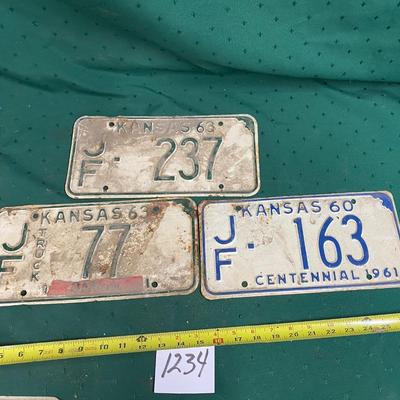 KANSAS 63
JF - 237
KANSAS 63
JF TRUCK 77
KANSAS 60
JF - 163
CENTENNIAL 1961
1234